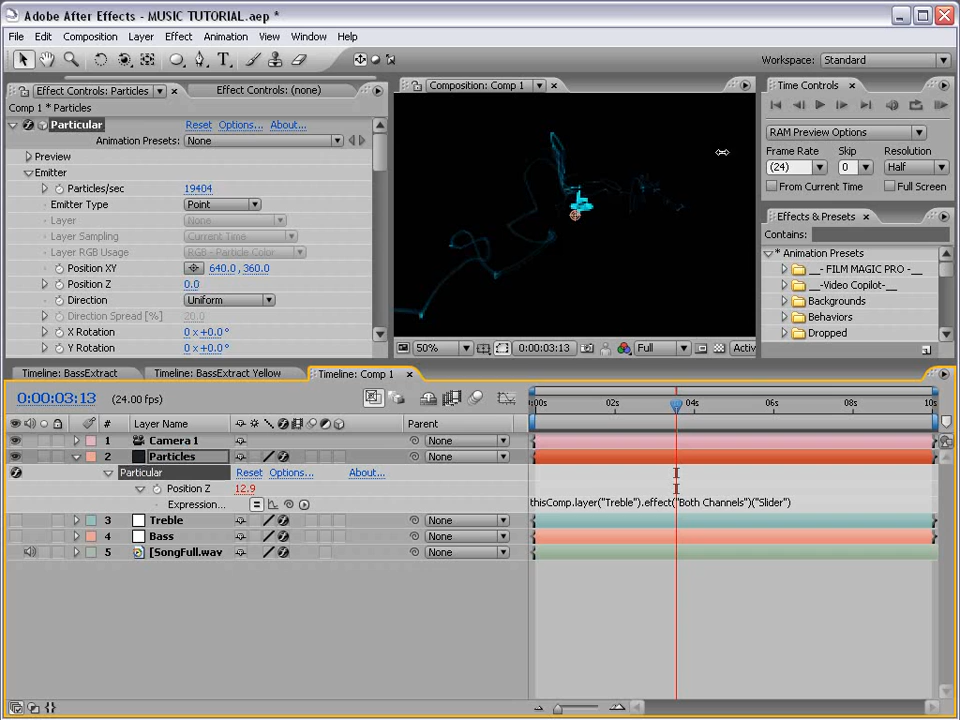 Adobe After Effects - MUSIC TUTORIAL.aep *
File Edit Composition Layer Effect Animation View Window Help
Workspace: Standard
Effect Controls: Particles × Effect Controls: (none)
Comp 1 * Particles
Particular Reset Options... About...
Animation Presets: None
Preview
Emitter
Particles/sec 19404
Emitter Type Point
Layer None
Layer Sampling Current Time
Layer RGB Usage RGB - Particle Color
Position XY 640.0, 360.0
Position Z 0.0
Direction Uniform
Direction Spread [%] 20.0
X Rotation 0 x +0.0°
Y Rotation 0 x +0.0°
Composition: Comp 1 ×
50% 0:00:03:13 Full Activ
Time Controls ×
RAM Preview Options
Frame Rate Skip Resolution
(24) 0 Half
From Current Time Full Screen
Effects & Presets ×
Contains:
* Animation Presets
__- FILM MAGIC PRO -__
__-Video Copilot-__
Backgrounds
Behaviors
Dropped
Timeline: BassExtract Timeline: BassExtract Yellow Timeline: Comp 1 ×
0:00:03:13 (24.00 fps)
:00s 02s 04s 06s 08s 10s
# Layer Name Parent
1 Camera 1 None
2 Particles None
Particular Reset Options... About...
Position Z 12.9
Expression... thisComp.layer("Treble").effect("Both Channels")("Slider")
3 Treble None
4 Bass None
5 [SongFull.wav None